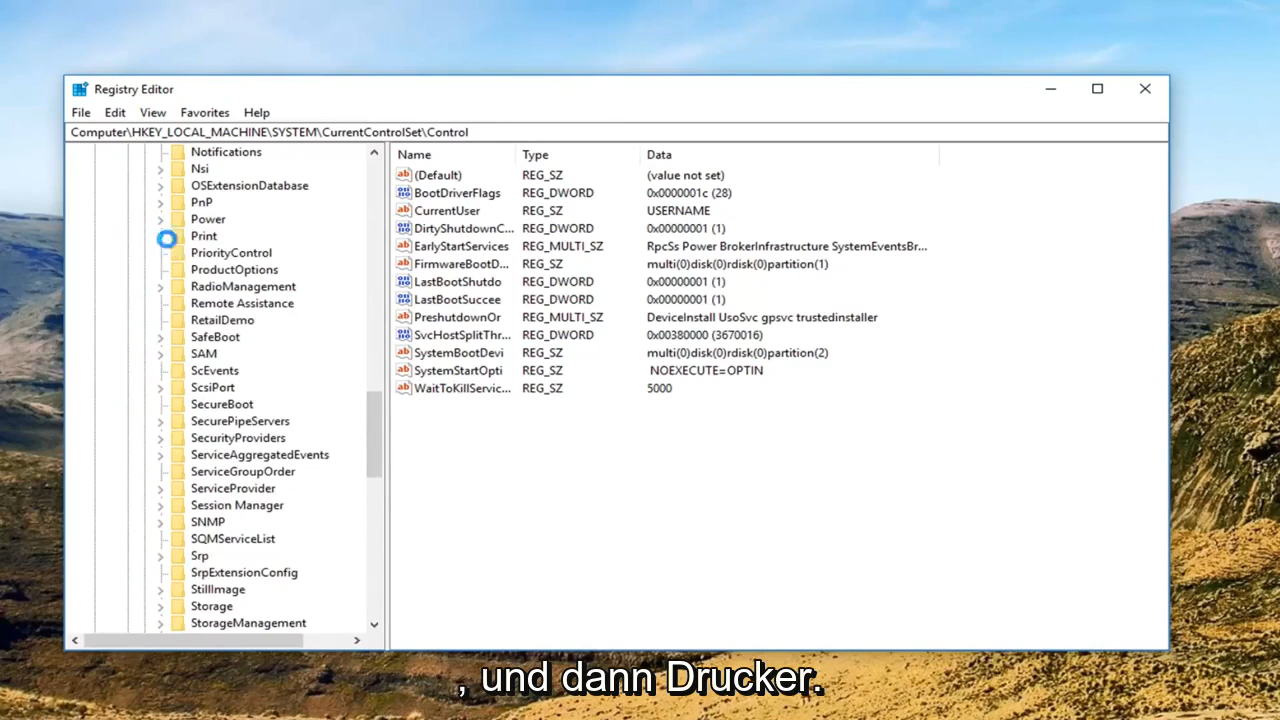 Registry Editor
File Edit View Favorites Help
Computer\HKEY_LOCAL_MACHINE\SYSTEM\CurrentControlSet\Control
Notifications
Nsi
OSExtensionDatabase
PnP
Power
Print
PriorityControl
ProductOptions
RadioManagement
Remote Assistance
RetailDemo
SafeBoot
SAM
ScEvents
ScsiPort
SecureBoot
SecurePipeServers
SecurityProviders
ServiceAggregatedEvents
ServiceGroupOrder
ServiceProvider
Session Manager
SNMP
SQMServiceList
Srp
SrpExtensionConfig
StillImage
Storage
StorageManagement
Name Type Data
(Default) REG_SZ (value not set)
BootDriverFlags REG_DWORD 0x0000001c (28)
CurrentUser REG_SZ USERNAME
DirtyShutdownC... REG_DWORD 0x00000001 (1)
EarlyStartServices REG_MULTI_SZ RpcSs Power BrokerInfrastructure SystemEventsBr...
FirmwareBootD... REG_SZ multi(0)disk(0)rdisk(0)partition(1)
LastBootShutdo REG_DWORD 0x00000001 (1)
LastBootSuccee REG_DWORD 0x00000001 (1)
PreshutdownOr REG_MULTI_SZ DeviceInstall UsoSvc gpsvc trustedinstaller
SvcHostSplitThr... REG_DWORD 0x00380000 (3670016)
SystemBootDevi REG_SZ multi(0)disk(0)rdisk(0)partition(2)
SystemStartOpti REG_SZ NOEXECUTE=OPTIN
WaitToKillServic... REG_SZ 5000
, und dann Drucker.